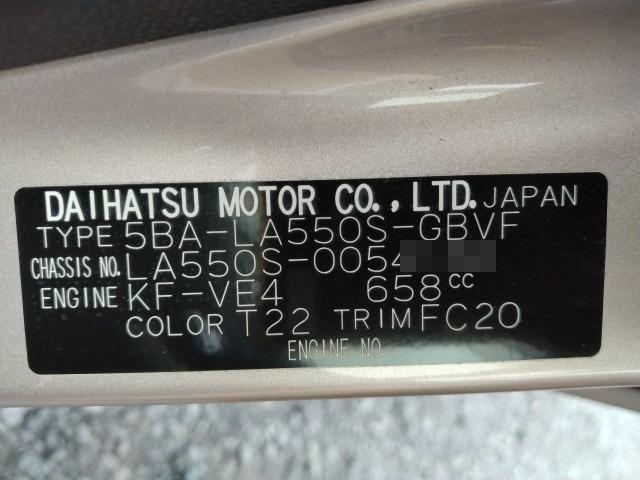 DAIHATSU MOTOR CO., LTD. JAPAN
TYPE 5BA-LA550S-GBVF
CHASSIS NO. LA550S-0054
ENGINE KF-VE4 658cc
COLOR T22 TRIM FC20
ENGINE NO.